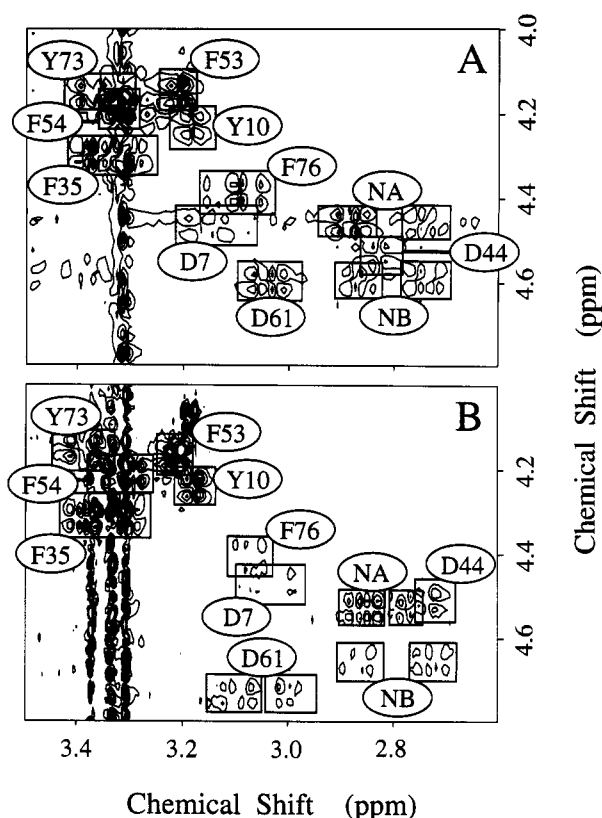 4.0
A
Y73
F53
4.2
F54
Y10
F35
F76
NA
4.4
D7
D44
D61
NB
4.6
Chemical Shift (ppm)
B
Y73
F53
F54
Y10
4.2
F35
F76
NA
D44
4.4
D7
D61
NB
4.6
3.4
3.2
3.0
2.8
Chemical Shift (ppm)